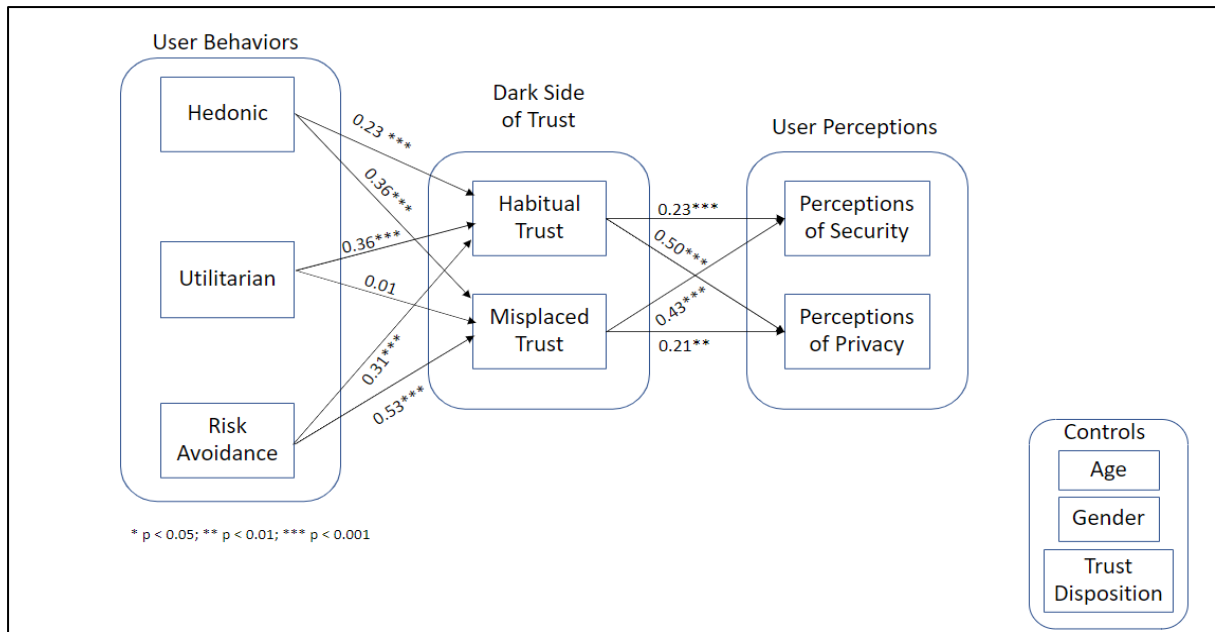 User Behaviors
Hedonic
Utilitarian
Risk
Avoidance
0.23 ***
0.36***
0.36***
0.01
0.31***
0.53***
Dark Side
of Trust
Habitual
Trust
Misplaced
Trust
0.23***
0.50***
0.43***
0.21**
User Perceptions
Perceptions
of Security
Perceptions
of Privacy
Controls
Age
Gender
Trust
Disposition
* p < 0.05; ** p < 0.01; *** p < 0.001